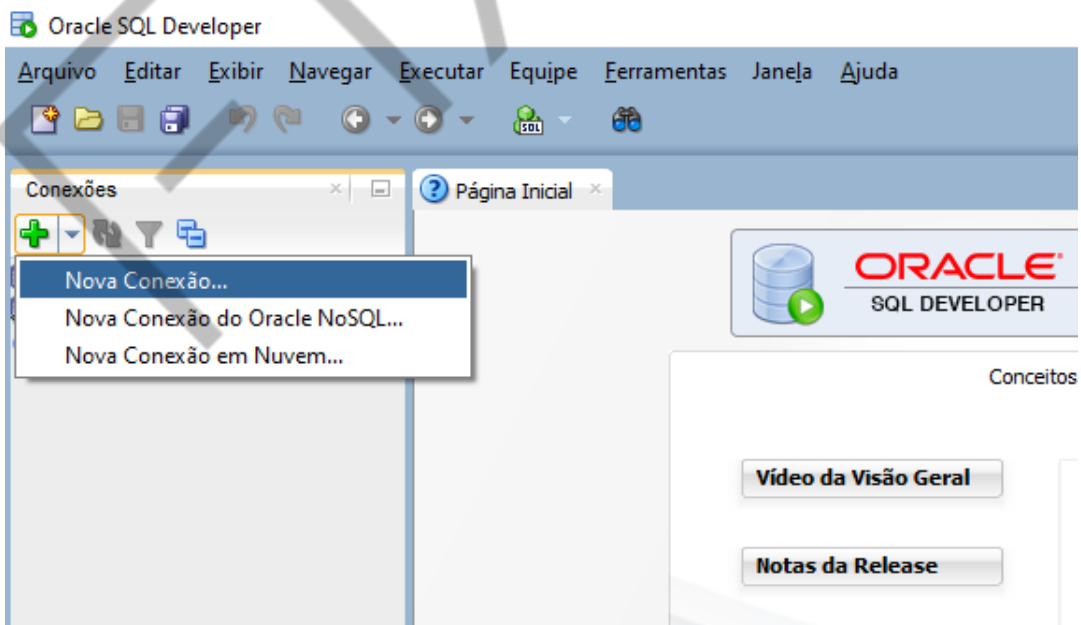 Oracle SQL Developer
Arquivo Editar Exibir Navegar Executar Equipe Ferramentas Janela Ajuda
SQL
Conexões
Página Inicial
Nova Conexão...
Nova Conexão do Oracle NoSQL...
Nova Conexão em Nuvem...
ORACLE
SQL DEVELOPER
Conceitos
Vídeo da Visão Geral
Notas da Release